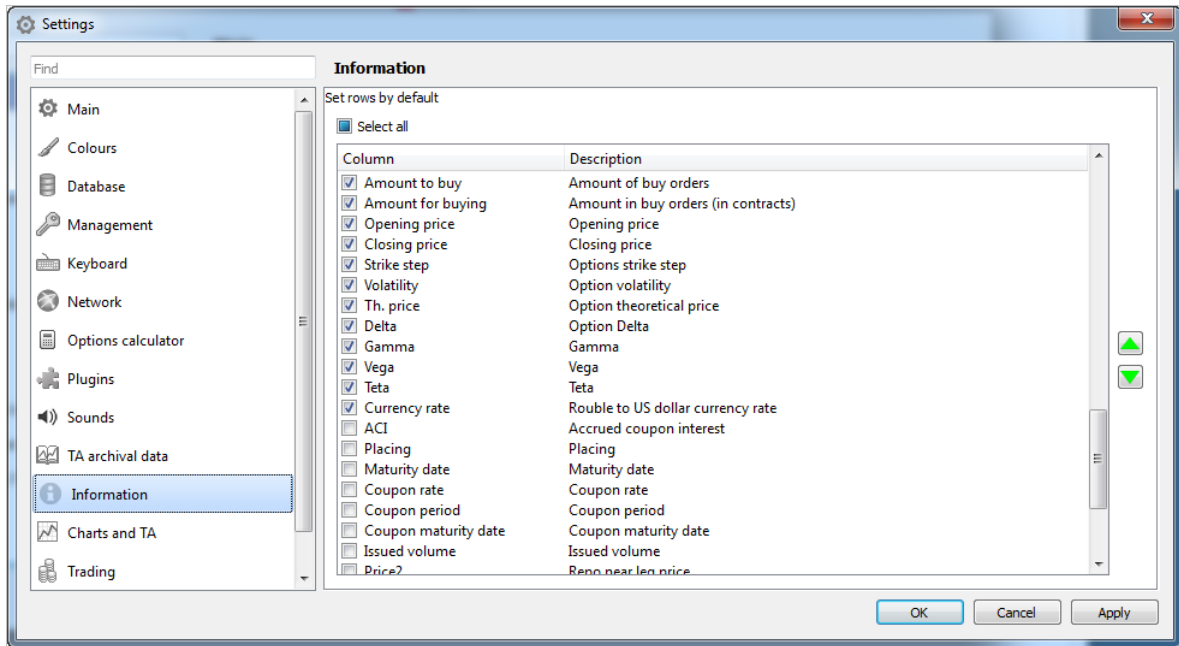 Settings
x
Find
Information
Main
Colours
Database
Management
Keyboard
Network
Options calculator
Plugins
Sounds
TA archival data
Information
Charts and TA
Trading
Set rows by default
Select all
Column Description
Amount to buy Amount of buy orders
Amount for buying Amount in buy orders (in contracts)
Opening price Opening price
Closing price Closing price
Strike step Options strike step
Volatility Option volatility
Th. price Option theoretical price
Delta Option Delta
Gamma Gamma
Vega Vega
Teta Teta
Currency rate Rouble to US dollar currency rate
ACI Accrued coupon interest
Placing Placing
Maturity date Maturity date
Coupon rate Coupon rate
Coupon period Coupon period
Coupon maturity date Coupon maturity date
Issued volume Issued volume
Price2 Repo near leg price
OK Cancel Apply